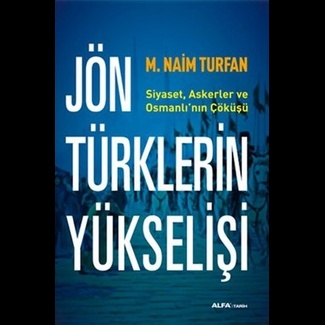 M. NAİM TURFAN
Siyaset, Askerler ve
Osmanlı'nın Çöküşü
JÖN
TÜRKLERİN
YÜKSELİŞİ
ALFA TARİH